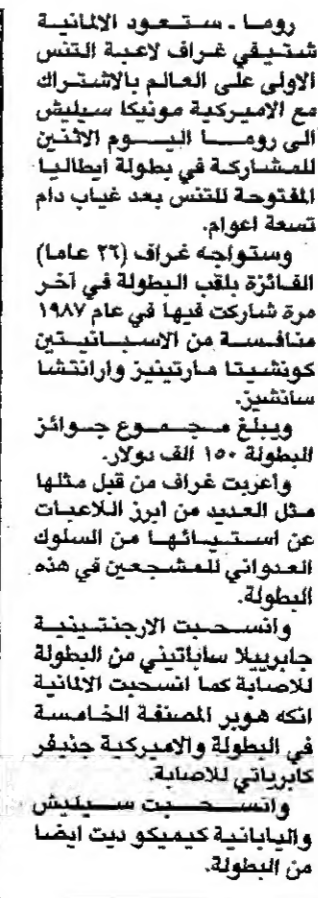 روما ـ ستعود الالمانية
شتيفي غراف لاعبة التنس
الاولى على العالم بالاشتراك
مع الاميركية مونيكا سيليش
الى روما اليوم الاثنين
للمشاركة في بطولة ايطاليا
المفتوحة للتنس بعد غياب دام
تسعة اعوام.
وستواجه غراف (٢٦ عاما)
الفائزة بلقب البطولة في آخر
مرة شاركت فيها في عام ١٩٨٧
منافسة من الاسبانيتين
كونشيتا مارتينيز وارانتشا
سانشيز.
ويبلغ مجموع جوائز
البطولة ١٥٠ الف دولار.
واعربت غراف من قبل مثلها
مثل العديد من ابرز اللاعبات
عن استيائها من السلوك
العدواني للمشجعين في هذه
البطولة.
وانسحبت الارجنتينية
جابرييلا ساباتيني من البطولة
للاصابة كما انسحبت الالمانية
انكه هوبر المصنفة الخامسة
في البطولة والاميركية جنيفر
كابرياتي للاصابة.
وانسحبت سيليش
واليابانية كيميكو ديت ايضا
من البطولة.